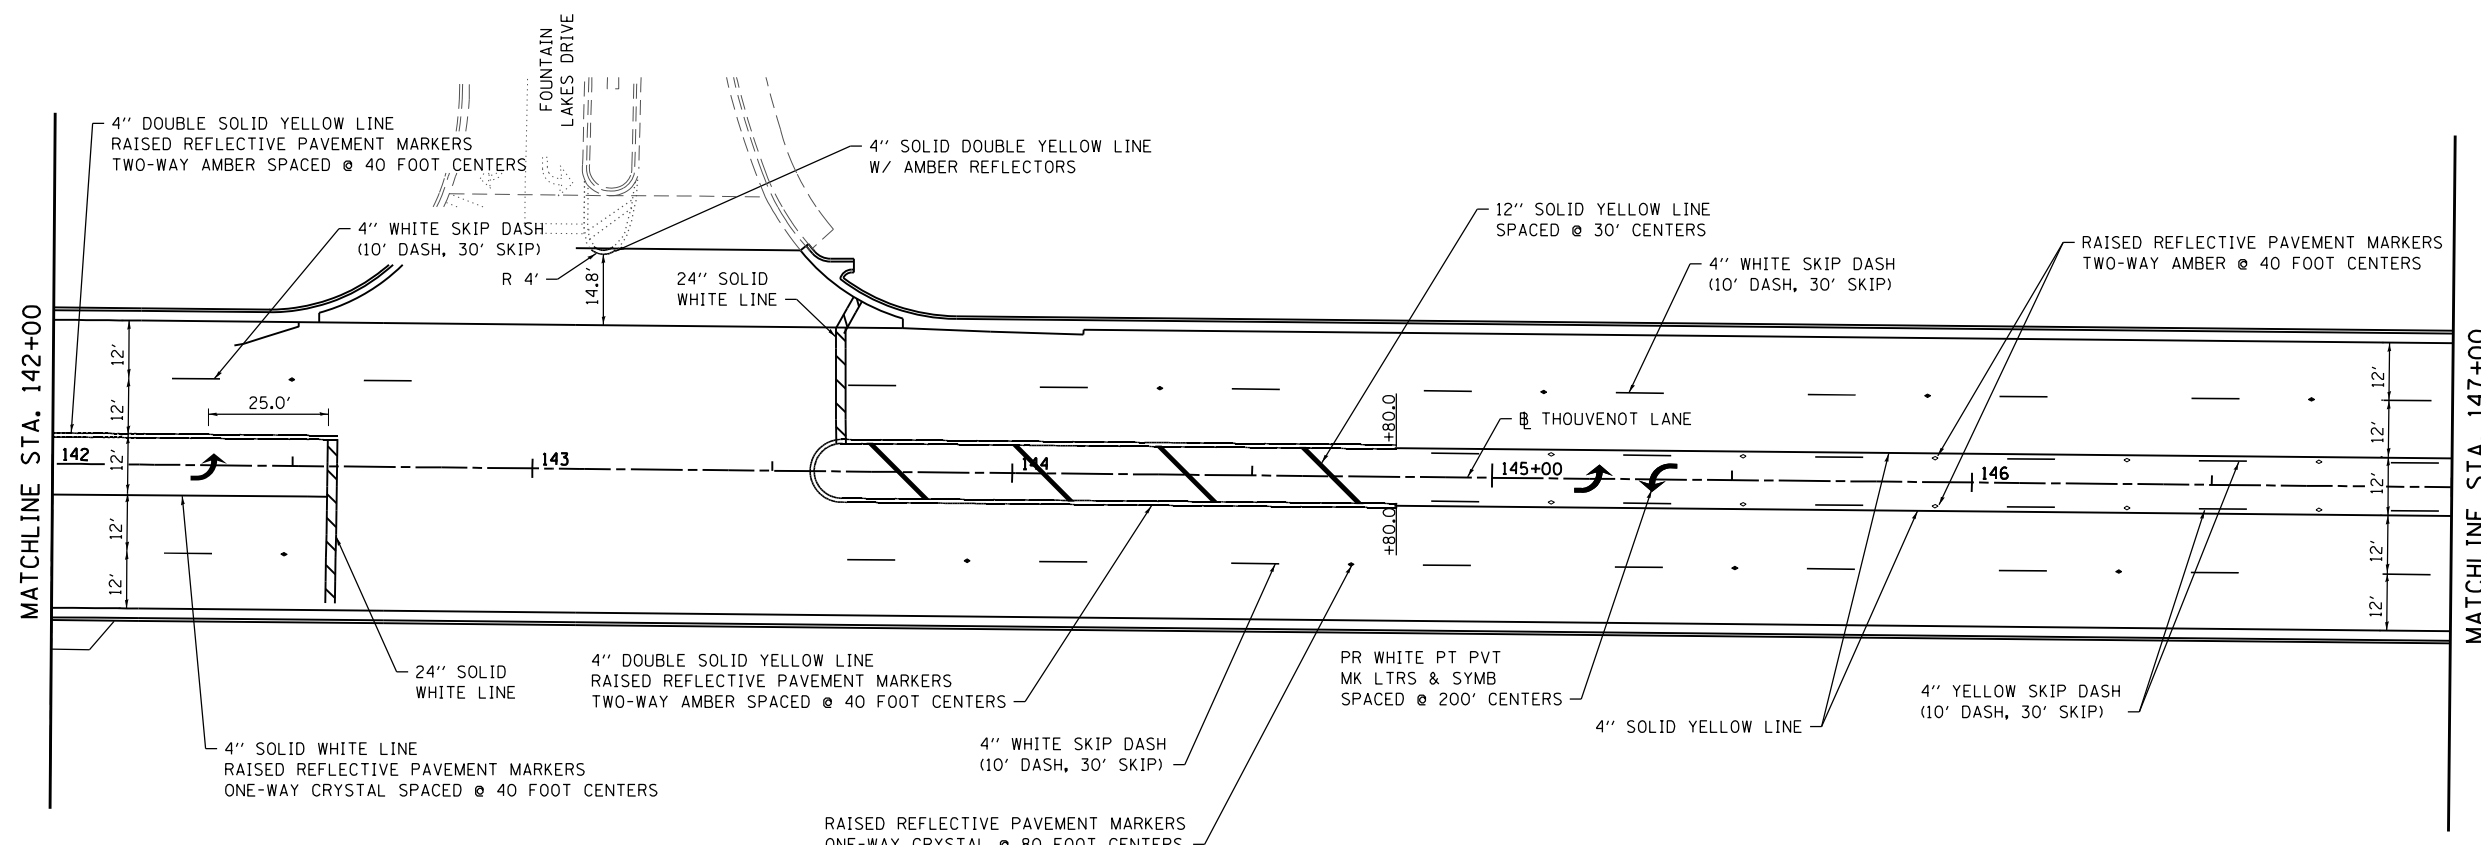 FOUNTAIN
LAKES DRIVE
4'' DOUBLE SOLID YELLOW LINE
RAISED REFLECTIVE PAVEMENT MARKERS
TWO-WAY AMBER SPACED @ 40 FOOT CENTERS
4'' SOLID DOUBLE YELLOW LINE
W/ AMBER REFLECTORS
4'' WHITE SKIP DASH
(10' DASH, 30' SKIP)
R 4'
14.8'
24'' SOLID
WHITE LINE
12'' SOLID YELLOW LINE
SPACED @ 30' CENTERS
4'' WHITE SKIP DASH
(10' DASH, 30' SKIP)
RAISED REFLECTIVE PAVEMENT MARKERS
TWO-WAY AMBER @ 40 FOOT CENTERS
MATCHLINE STA. 142+00
12'
12'
12'
12'
12'
25.0'
142
143
144
145+00
146
+80.0
+80.0
℄ THOUVENOT LANE
12'
12'
12'
12'
12'
MATCHLINE STA. 147+00
24'' SOLID
WHITE LINE
4'' DOUBLE SOLID YELLOW LINE
RAISED REFLECTIVE PAVEMENT MARKERS
TWO-WAY AMBER SPACED @ 40 FOOT CENTERS
PR WHITE PT PVT
MK LTRS & SYMB
SPACED @ 200' CENTERS
4'' SOLID YELLOW LINE
4'' YELLOW SKIP DASH
(10' DASH, 30' SKIP)
4'' SOLID WHITE LINE
RAISED REFLECTIVE PAVEMENT MARKERS
ONE-WAY CRYSTAL SPACED @ 40 FOOT CENTERS
4'' WHITE SKIP DASH
(10' DASH, 30' SKIP)
RAISED REFLECTIVE PAVEMENT MARKERS
ONE-WAY CRYSTAL @ 80 FOOT CENTERS